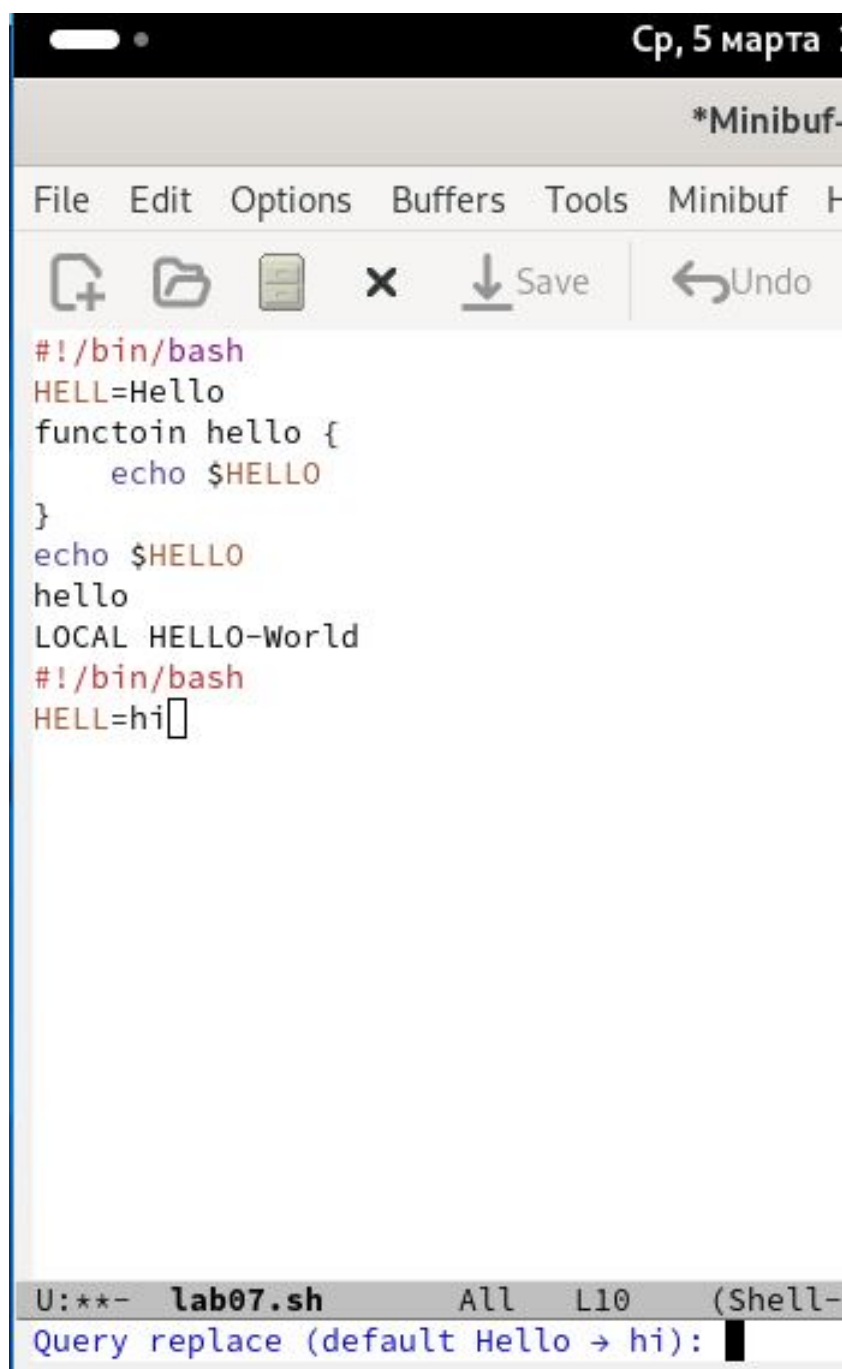 Ср, 5 марта
*Minibuf-
File Edit Options Buffers Tools Minibuf H
Save Undo
#!/bin/bash
HELL=Hello
functoin hello {
    echo $HELLO
}
echo $HELLO
hello
LOCAL HELLO-World
#!/bin/bash
HELL=hi
U:**- lab07.sh All L10 (Shell-
Query replace (default Hello → hi):